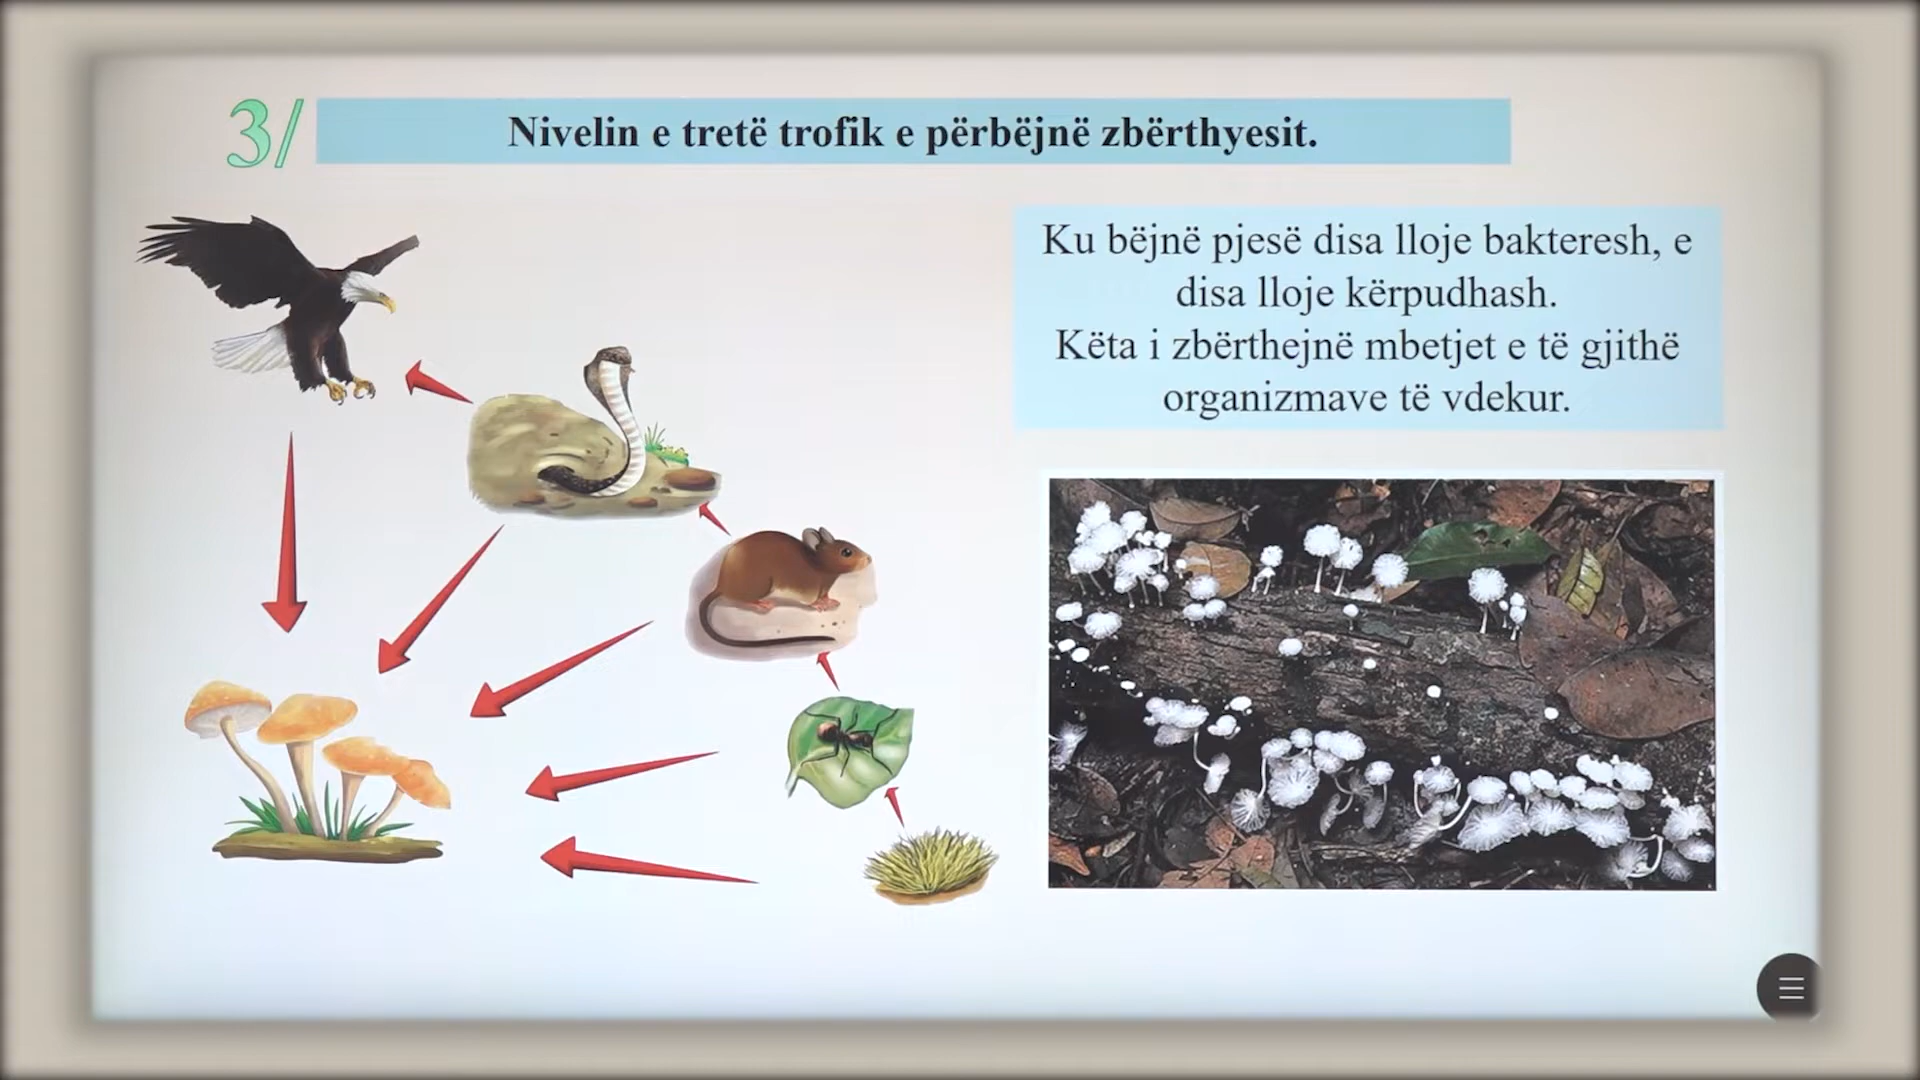 3/
Nivelin e tretë trofik e përbëjnë zbërthyesit.
Ku bëjnë pjesë disa lloje bakteresh, e
disa lloje kërpudhash.
Këta i zbërthejnë mbetjet e të gjithë
organizmave të vdekur.